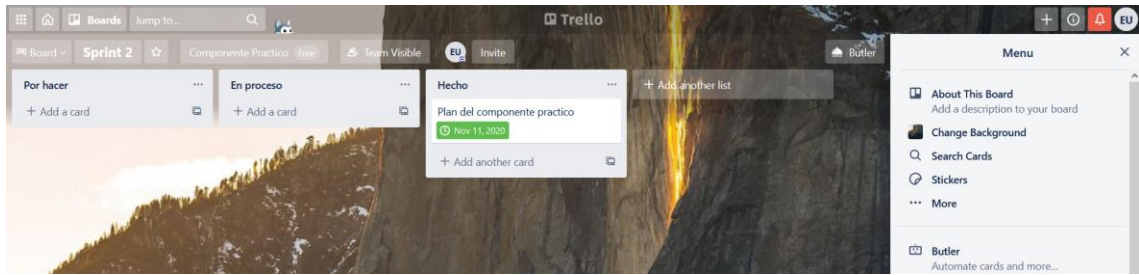 Boards Jump to... Trello EU
Board Sprint 2 Componente Practico Free Team Visible EU Invite Butler
Menu
Por hacer
+ Add a card
En proceso
+ Add a card
Hecho
Plan del componente practico
Nov 11, 2020
+ Add another card
+ Add another list
About This Board
Add a description to your board
Change Background
Search Cards
Stickers
More
Butler
Automate cards and more...